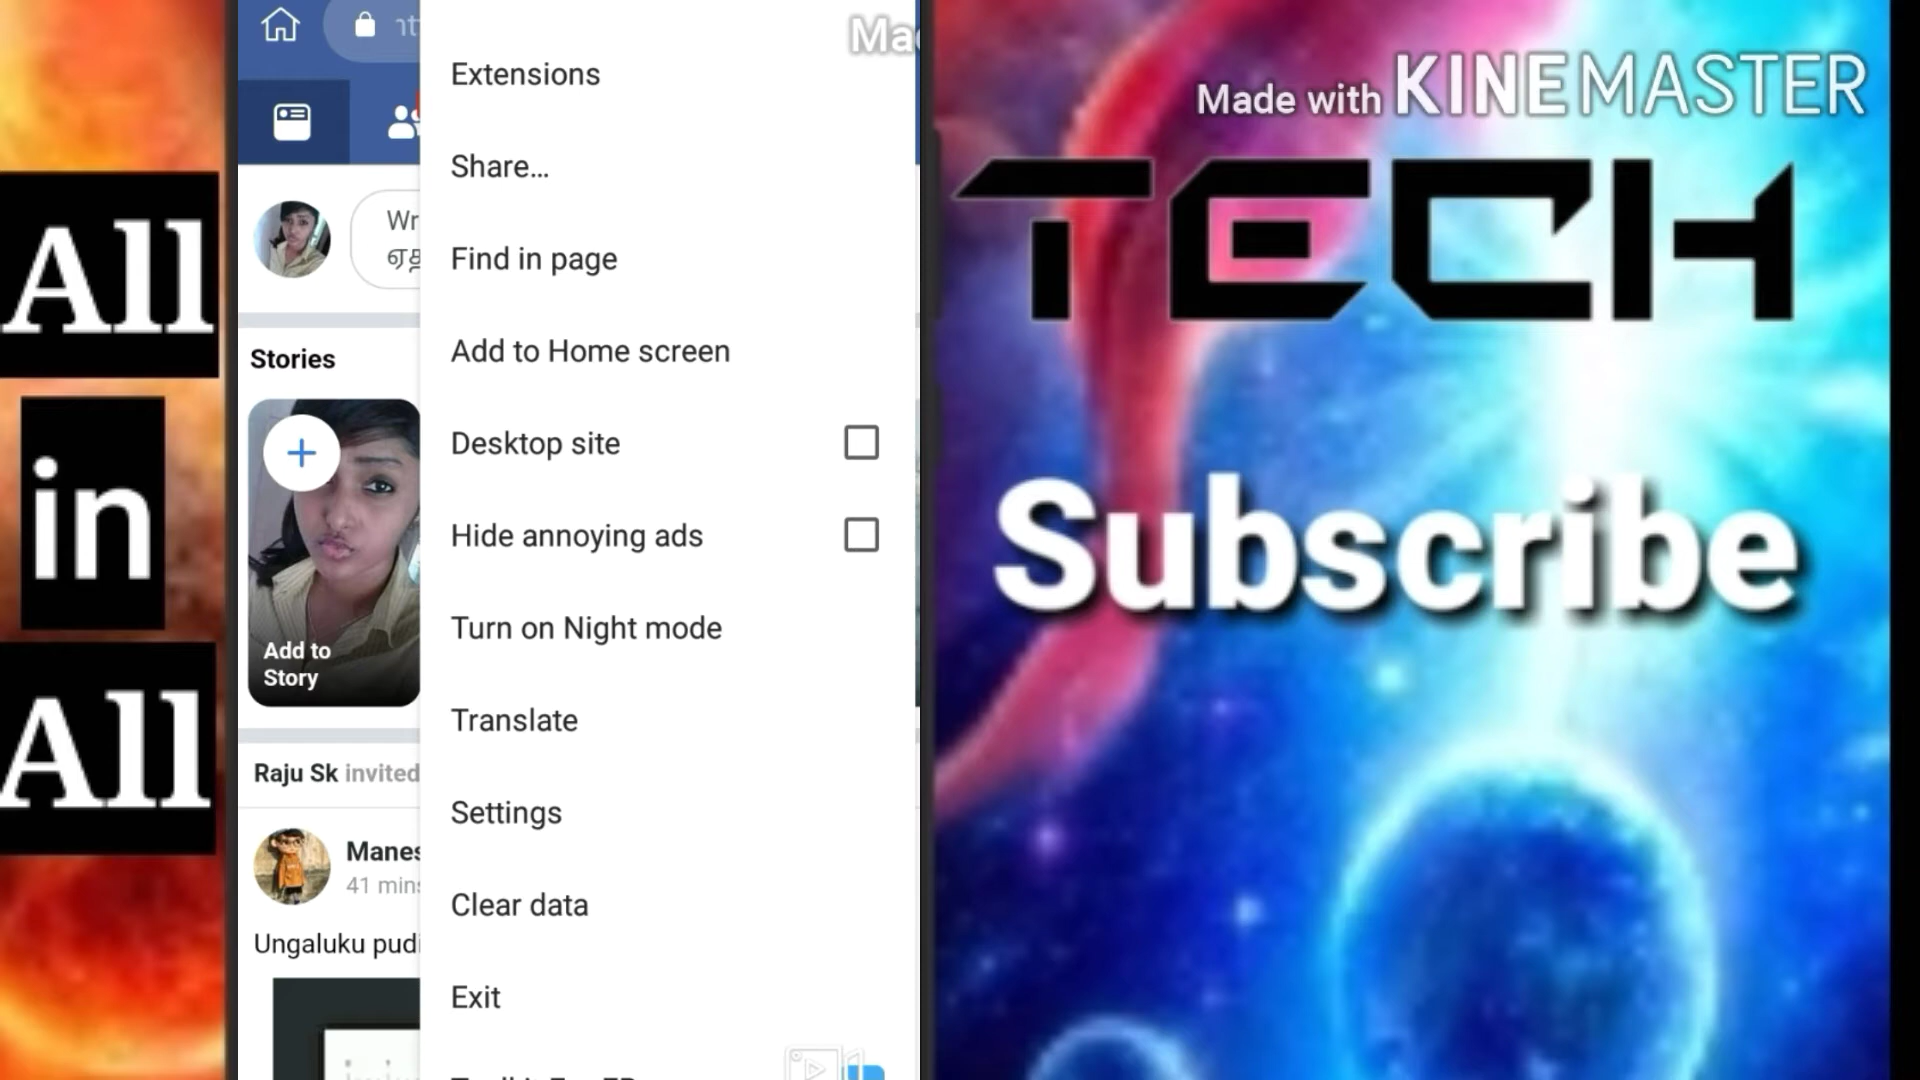 All
in
All
Extensions
Share...
Find in page
Add to Home screen
Desktop site
Hide annoying ads
Turn on Night mode
Translate
Settings
Clear data
Exit
Wr
Stories
Add to
Story
Raju Sk invited
Manes
41 mins
Ungaluku pudi
Made with KINEMASTER
TECH
Subscribe